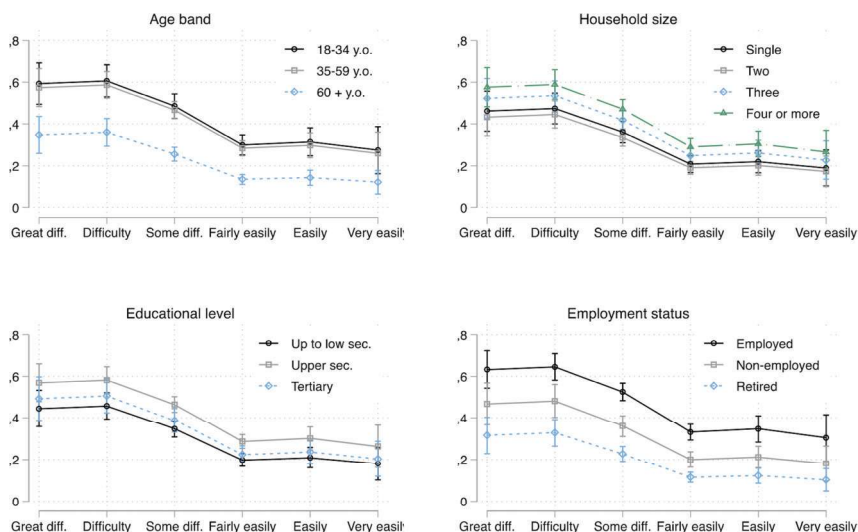 Age band
,8
,6
,4
,2
0
18-34 y.o.
35-59 y.o.
60 + y.o.
Great diff. Difficulty Some diff. Fairly easily Easily Very easily
Household size
,8
,6
,4
,2
0
Single
Two
Three
Four or more
Great diff. Difficulty Some diff. Fairly easily Easily Very easily
Educational level
,8
,6
,4
,2
0
Up to low sec.
Upper sec.
Tertiary
Great diff. Difficulty Some diff. Fairly easily Easily Very easily
Employment status
,8
,6
,4
,2
0
Employed
Non-employed
Retired
Great diff. Difficulty Some diff. Fairly easily Easily Very easily